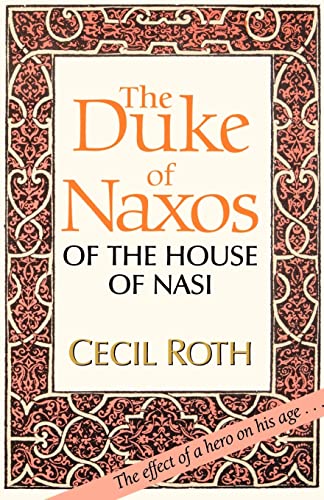 The
Duke
of
Naxos
OF THE HOUSE
OF NASI
CECIL ROTH
The effect of a hero on his age . . .